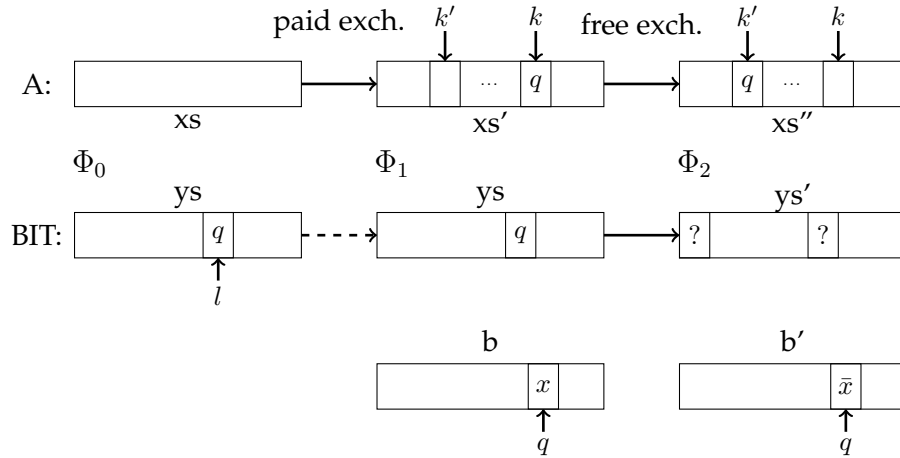 paid exch. k′ k free exch. k′ k
A: ... q q ...
xs xs′ xs′′
Φ₀ Φ₁ Φ₂
ys ys ys′
BIT: q q ? ?
l
b b′
x x̄
q q